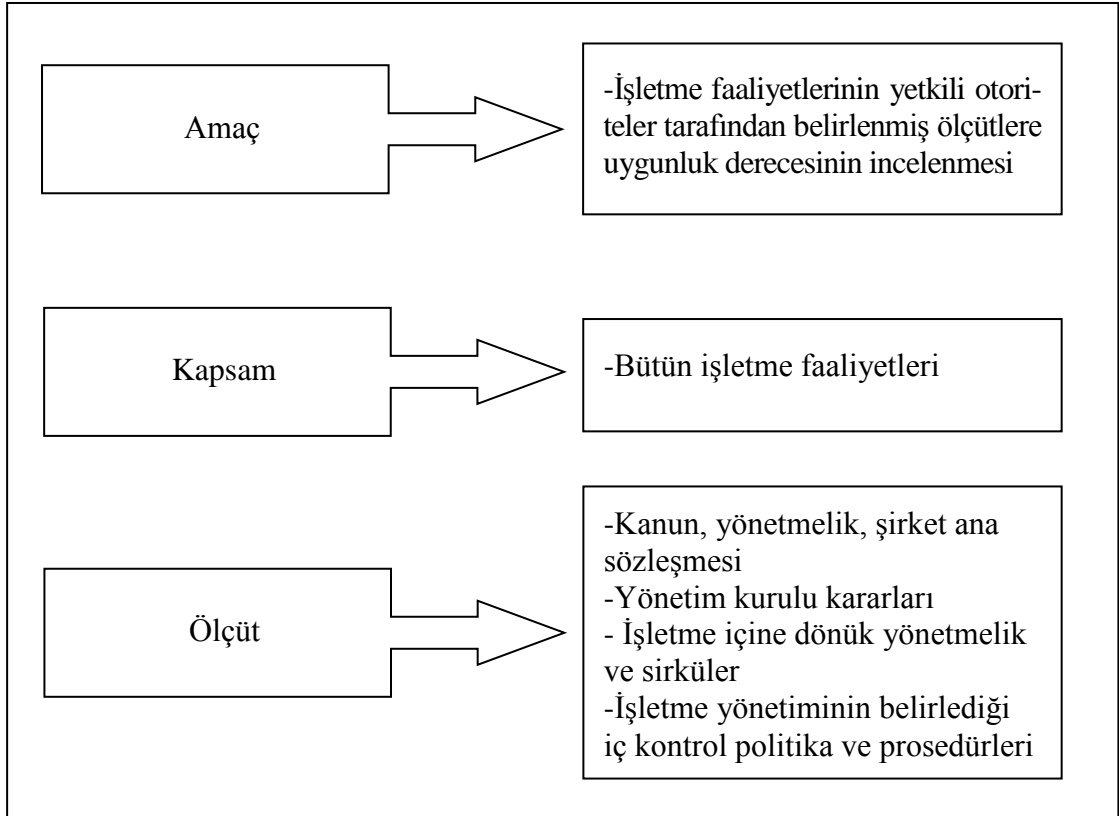 Amaç
-İşletme faaliyetlerinin yetkili otori-
teler tarafından belirlenmiş ölçütlere
uygunluk derecesinin incelenmesi
Kapsam
-Bütün işletme faaliyetleri
Ölçüt
-Kanun, yönetmelik, şirket ana
sözleşmesi
-Yönetim kurulu kararları
- İşletme içine dönük yönetmelik
ve sirküler
-İşletme yönetiminin belirlediği
iç kontrol politika ve prosedürleri